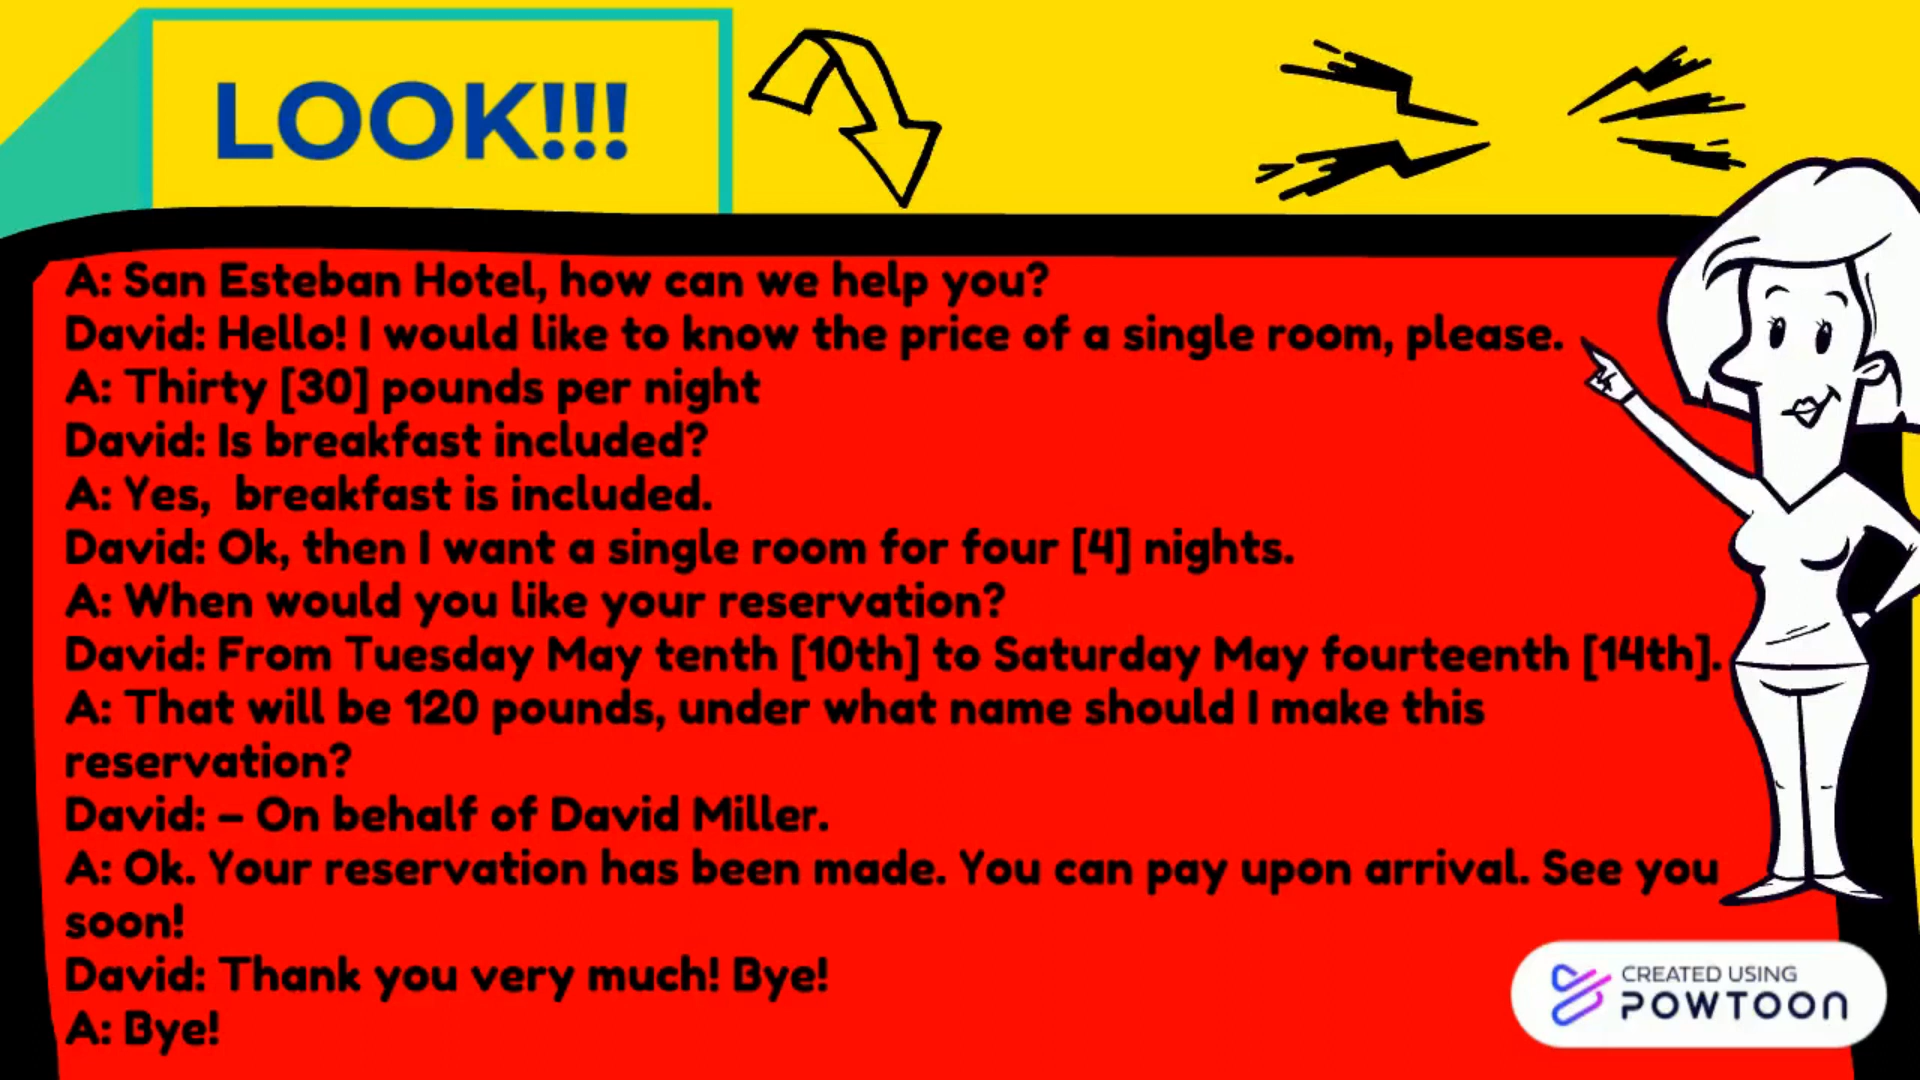 LOOK!!!
A: San Esteban Hotel, how can we help you?
David: Hello! I would like to know the price of a single room, please.
A: Thirty [30] pounds per night
David: Is breakfast included?
A: Yes,  breakfast is included.
David: Ok, then I want a single room for four [4] nights.
A: When would you like your reservation?
David: From Tuesday May tenth [10th] to Saturday May fourteenth [14th].
A: That will be 120 pounds, under what name should I make this
reservation?
David: – On behalf of David Miller.
A: Ok. Your reservation has been made. You can pay upon arrival. See you
soon!
David: Thank you very much! Bye!
A: Bye!
CREATED USING
POWTOON